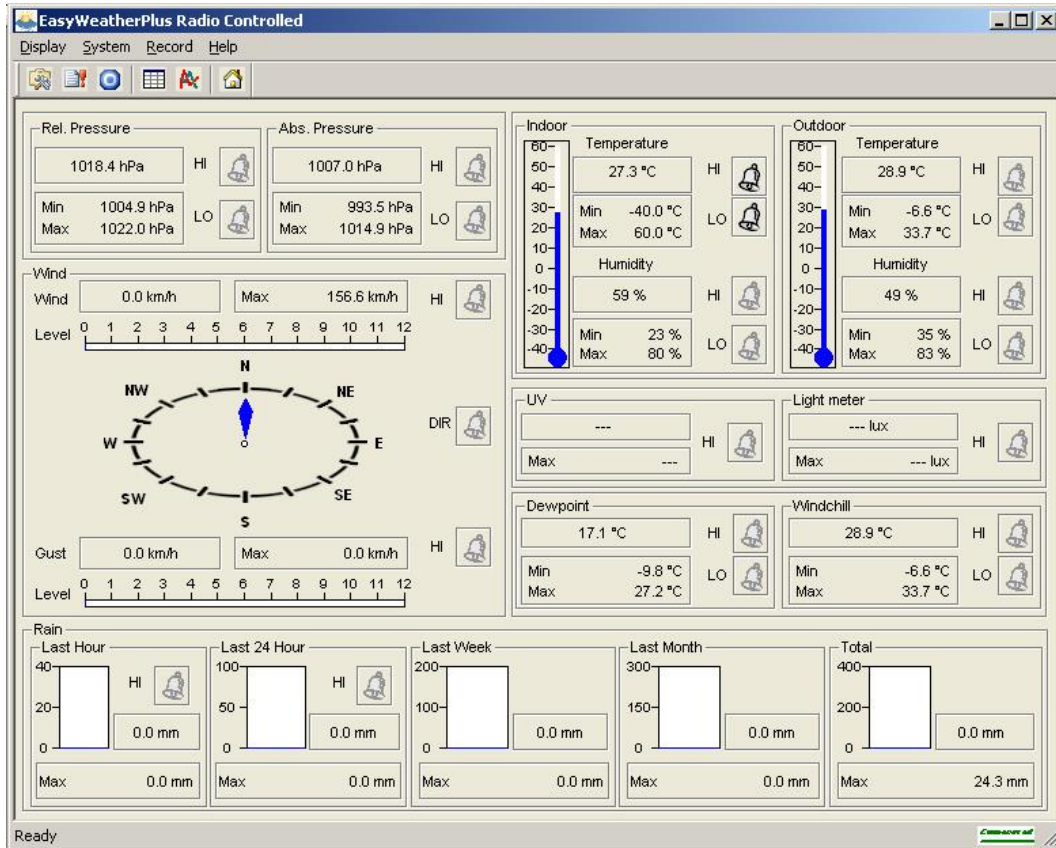 EasyWeatherPlus Radio Controlled
Display System Record Help
Rel. Pressure
1018.4 hPa HI
Min 1004.9 hPa LO
Max 1022.0 hPa
Abs. Pressure
1007.0 hPa HI
Min 993.5 hPa LO
Max 1014.9 hPa
Indoor
60
50
40
30
20
10
0
-10
-20
-30
-40
Temperature
27.3 °C HI
Min -40.0 °C LO
Max 60.0 °C
Humidity
59 % HI
Min 23 % LO
Max 80 %
Outdoor
60
50
40
30
20
10
0
-10
-20
-30
-40
Temperature
28.9 °C HI
Min -6.6 °C LO
Max 33.7 °C
Humidity
49 % HI
Min 35 % LO
Max 83 %
Wind
Wind 0.0 km/h Max 156.6 km/h HI
Level 0 1 2 3 4 5 6 7 8 9 10 11 12
N
NW NE
W E DIR
SW SE
S
Gust 0.0 km/h Max 0.0 km/h HI
Level 0 1 2 3 4 5 6 7 8 9 10 11 12
UV
--- HI
Max ---
Light meter
--- lux HI
Max --- lux
Dewpoint
17.1 °C HI
Min -9.8 °C LO
Max 27.2 °C
Windchill
28.9 °C HI
Min -6.6 °C LO
Max 33.7 °C
Rain
Last Hour
40
20
0
HI
0.0 mm
Max 0.0 mm
Last 24 Hour
100
50
0
HI
0.0 mm
Max 0.0 mm
Last Week
200
100
0
0.0 mm
Max 0.0 mm
Last Month
300
150
0
0.0 mm
Max 0.0 mm
Total
400
200
0
0.0 mm
Max 24.3 mm
Ready